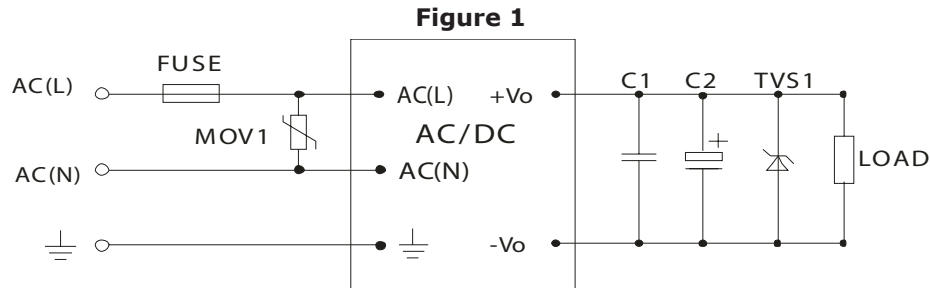 Figure 1
FUSE
AC(L)
MOV1
AC(N)
AC(L)
+Vo
AC/DC
AC(N)
-Vo
C1
C2
TVS1
+
LOAD